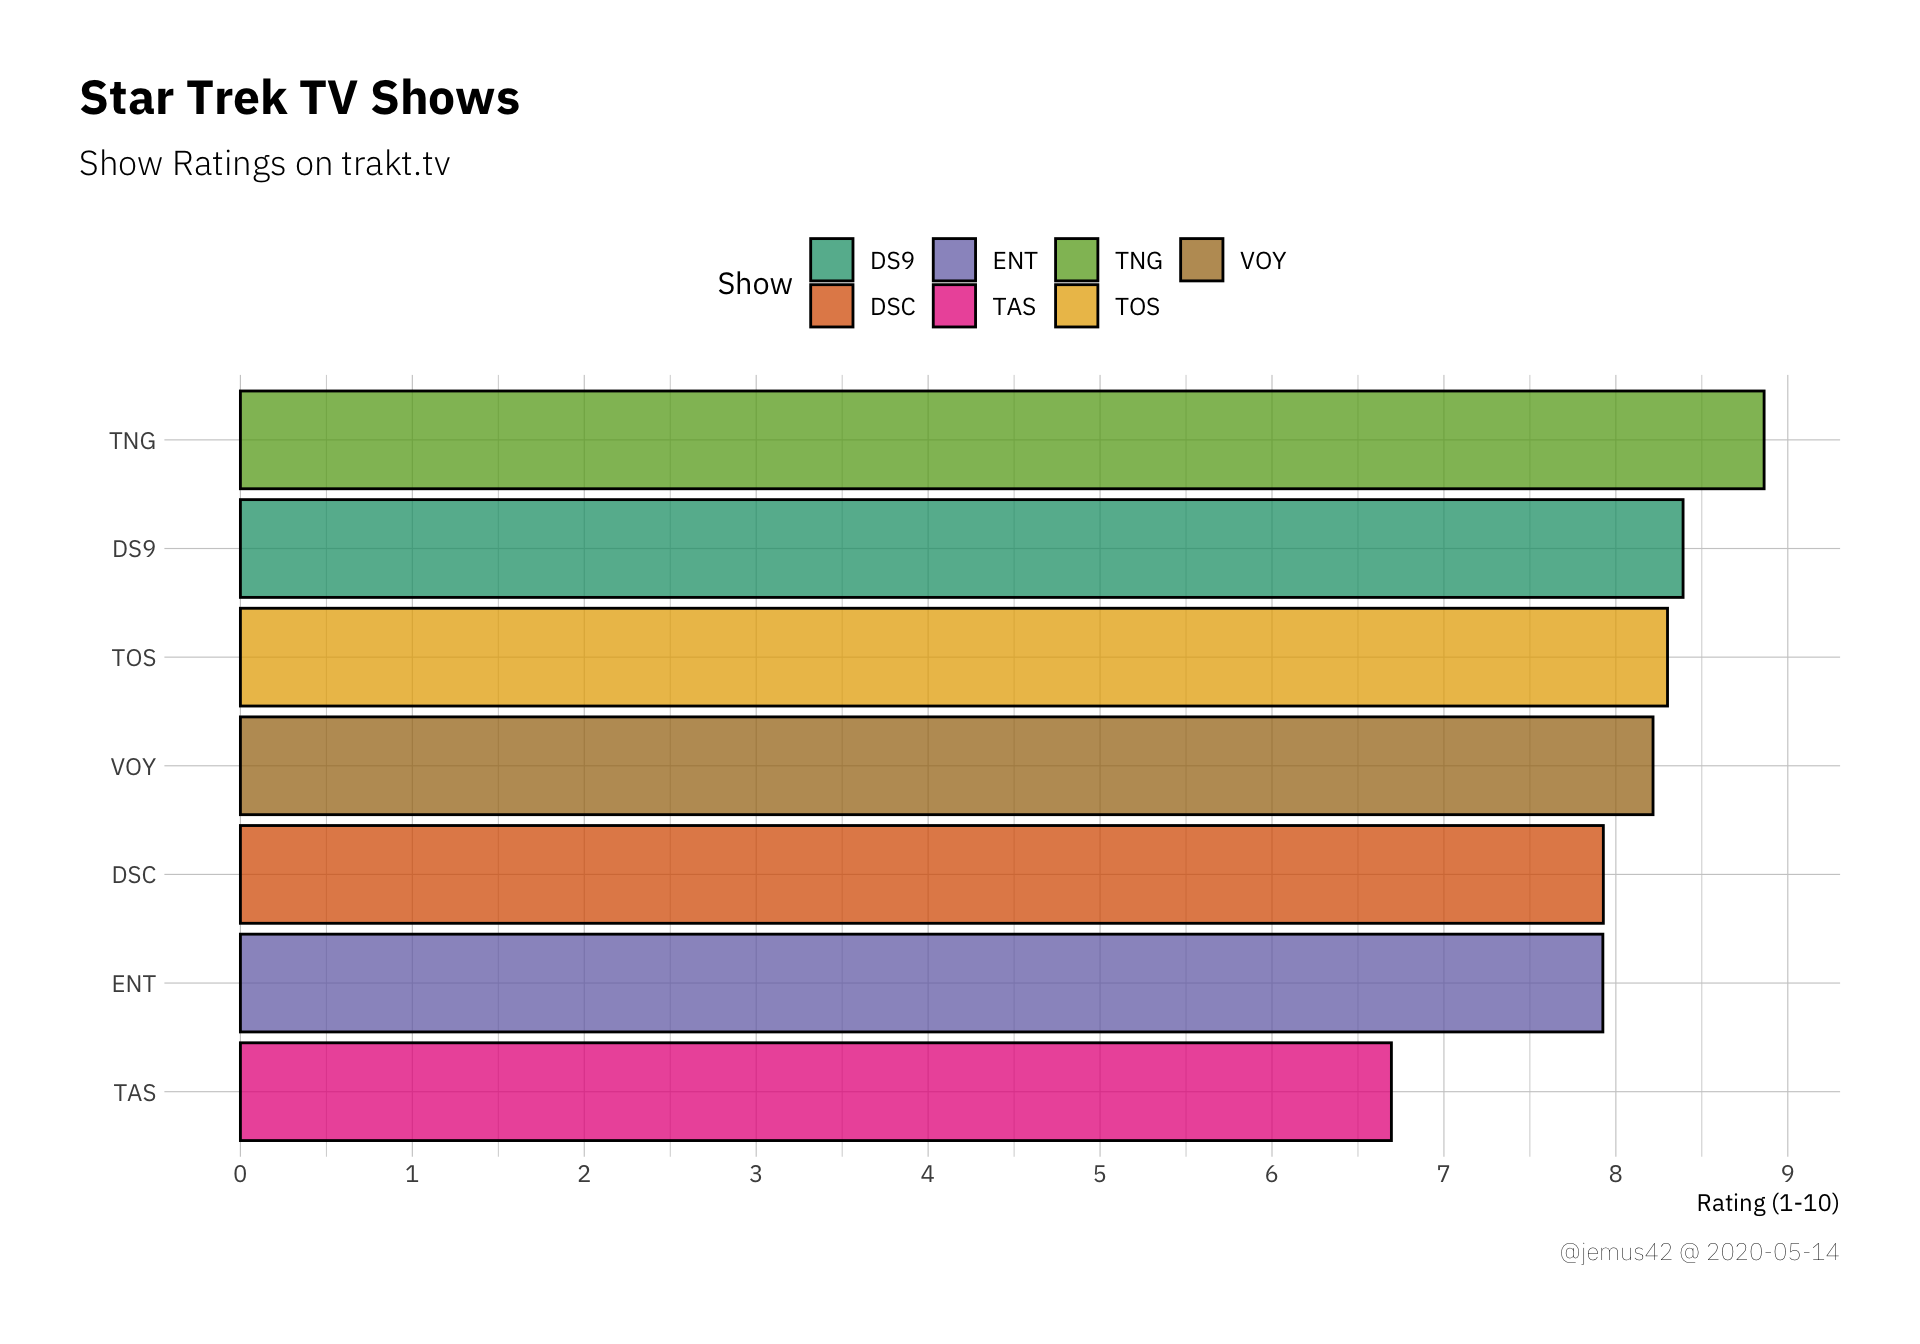 Star Trek TV Shows
Show Ratings on trakt.tv
Show
DS9 ENT TNG VOY
DSC TAS TOS
TNG
DS9
TOS
VOY
DSC
ENT
TAS
0 1 2 3 4 5 6 7 8 9
Rating (1-10)
@jemus42 @ 2020-05-14